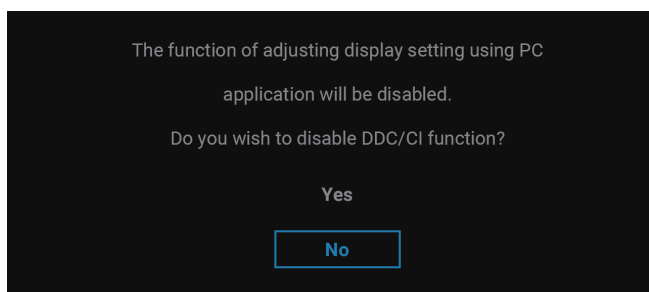 The function of adjusting display setting using PC
application will be disabled.
Do you wish to disable DDC/CI function?
Yes
No